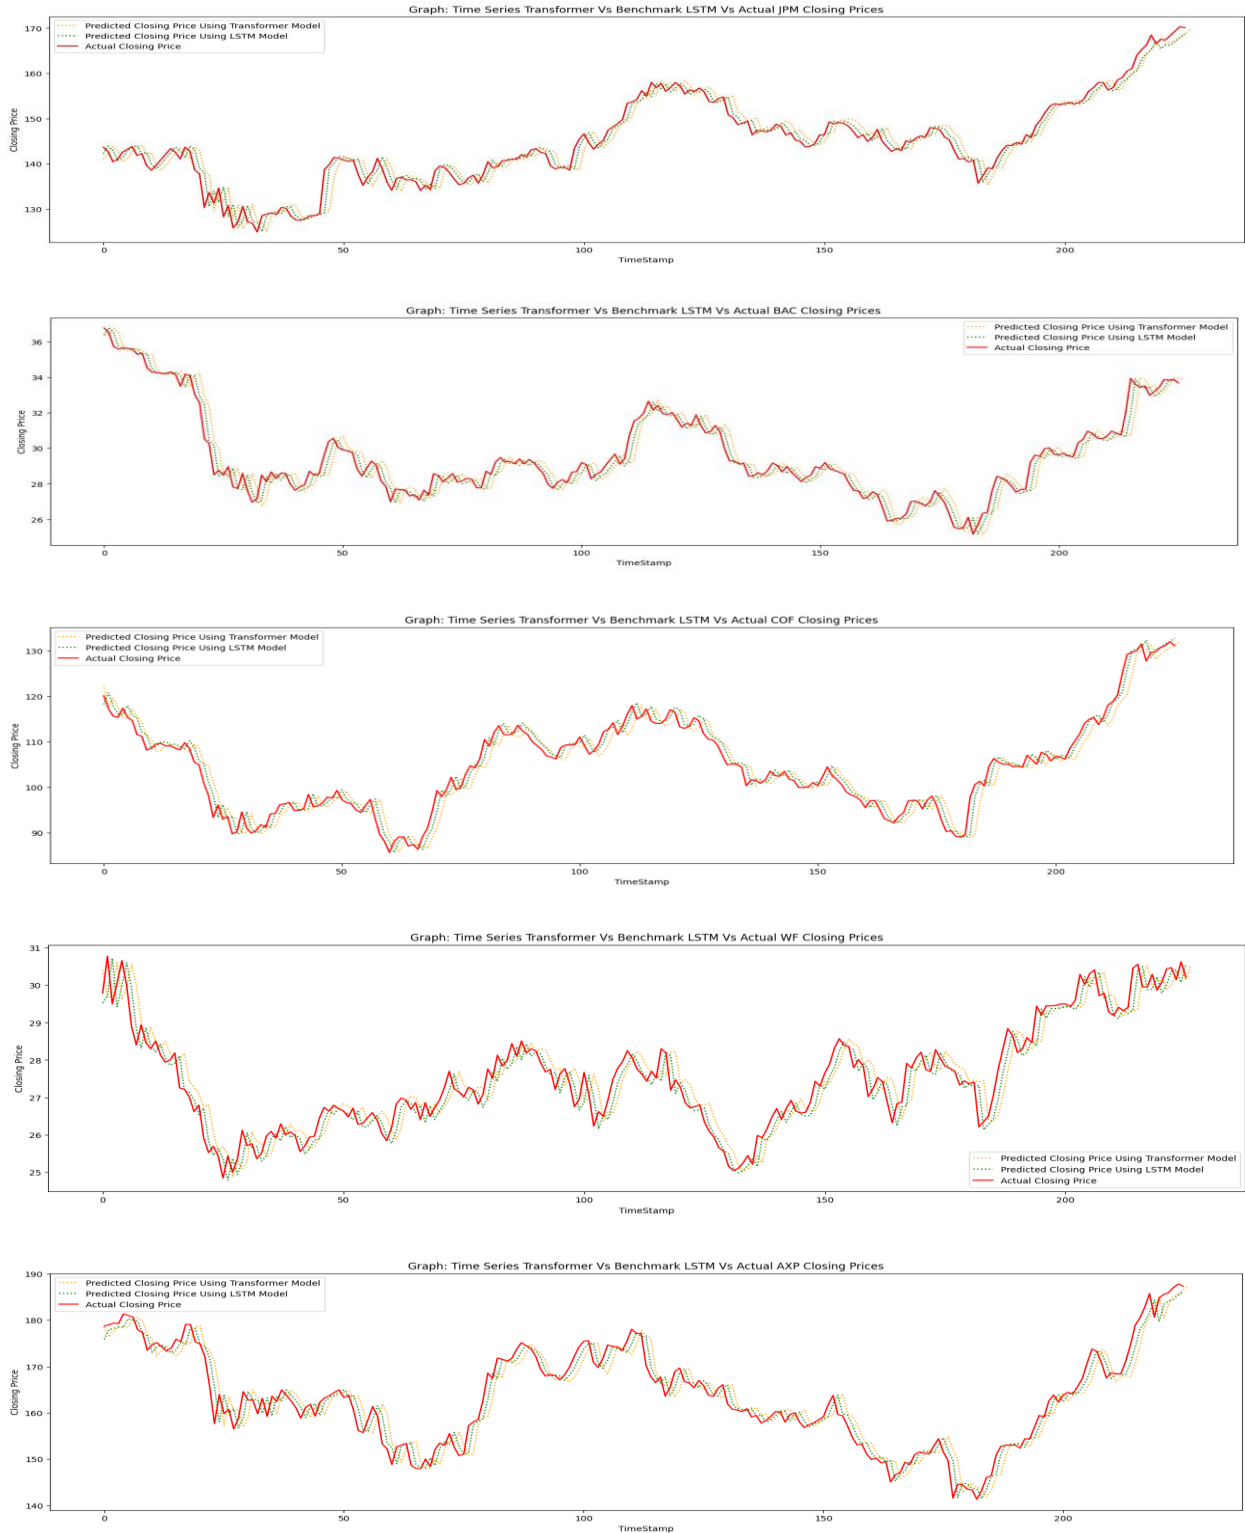 Graph: Time Series Transformer Vs Benchmark LSTM Vs Actual JPM Closing Prices
Predicted Closing Price Using Transformer Model
Predicted Closing Price Using LSTM Model
Actual Closing Price
170
160
150
140
130
Closing Price
0 50 100 150 200
TimeStamp
Graph: Time Series Transformer Vs Benchmark LSTM Vs Actual BAC Closing Prices
Predicted Closing Price Using Transformer Model
Predicted Closing Price Using LSTM Model
Actual Closing Price
36
34
32
30
28
26
Closing Price
0 50 100 150 200
TimeStamp
Graph: Time Series Transformer Vs Benchmark LSTM Vs Actual COF Closing Prices
Predicted Closing Price Using Transformer Model
Predicted Closing Price Using LSTM Model
Actual Closing Price
130
120
110
100
90
Closing Price
0 50 100 150 200
TimeStamp
Graph: Time Series Transformer Vs Benchmark LSTM Vs Actual WF Closing Prices
31
30
29
28
27
26
25
Closing Price
Predicted Closing Price Using Transformer Model
Predicted Closing Price Using LSTM Model
Actual Closing Price
0 50 100 150 200
TimeStamp
Graph: Time Series Transformer Vs Benchmark LSTM Vs Actual AXP Closing Prices
Predicted Closing Price Using Transformer Model
Predicted Closing Price Using LSTM Model
Actual Closing Price
190
180
170
160
150
140
Closing Price
0 50 100 150 200
TimeStamp